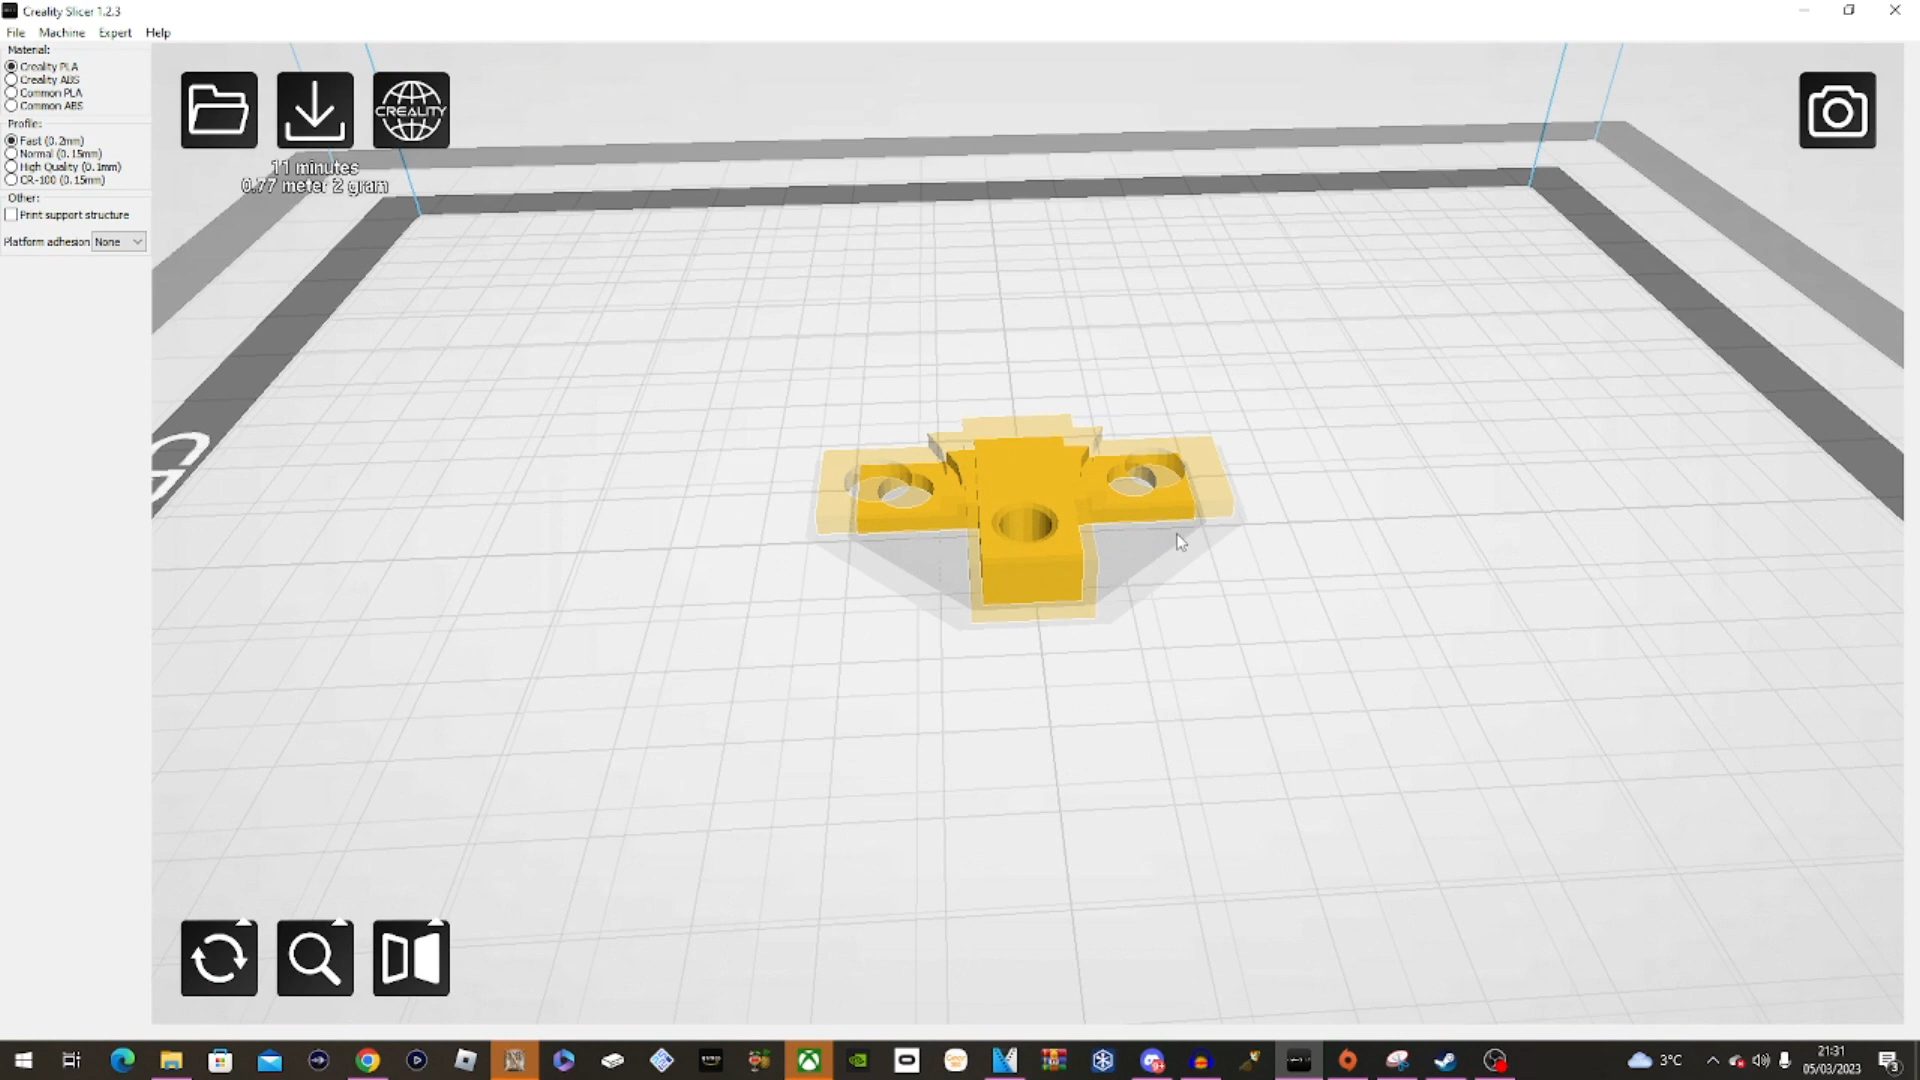 Creality Slicer 1.2.3
File Machine Expert Help
Material:
Creality PLA
Creality ABS
Common PLA
Common ABS
Profile:
Fast (0.2mm)
Normal (0.15mm)
High Quality (0.1mm)
CR-100 (0.15mm)
Other:
Print support structure
Platform adhesion None
CREALITY
11 minutes
0.77 meter 2 gram
3°C
21:31
05/03/2023
3